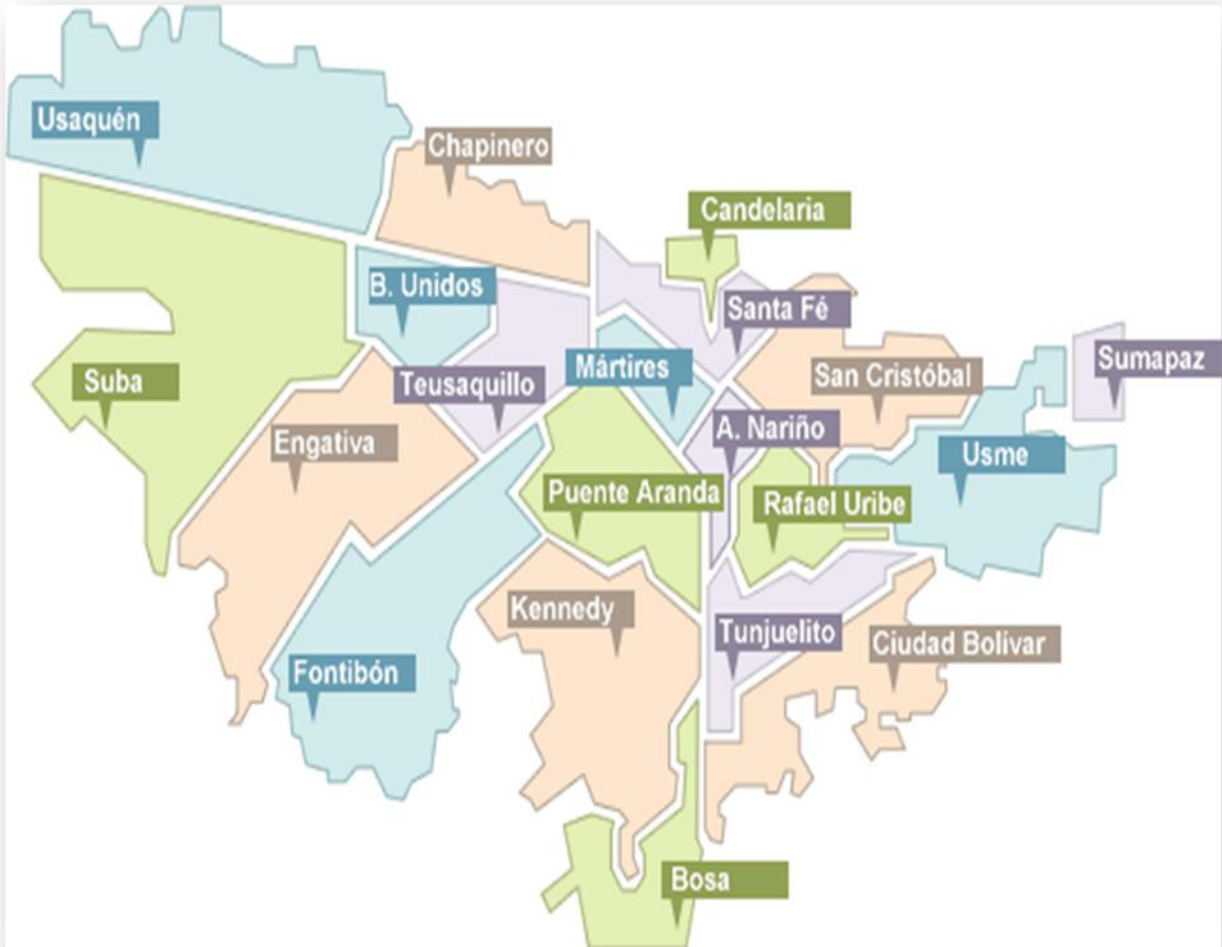 Usaquén
Chapinero
Candelaria
B. Unidos
Santa Fé
Mártires
Sumapaz
Suba
Teusaquillo
San Cristóbal
Engativa
A. Nariño
Usme
Puente Aranda
Rafael Uribe
Kennedy
Tunjuelito
Ciudad Bolívar
Fontibón
Bosa